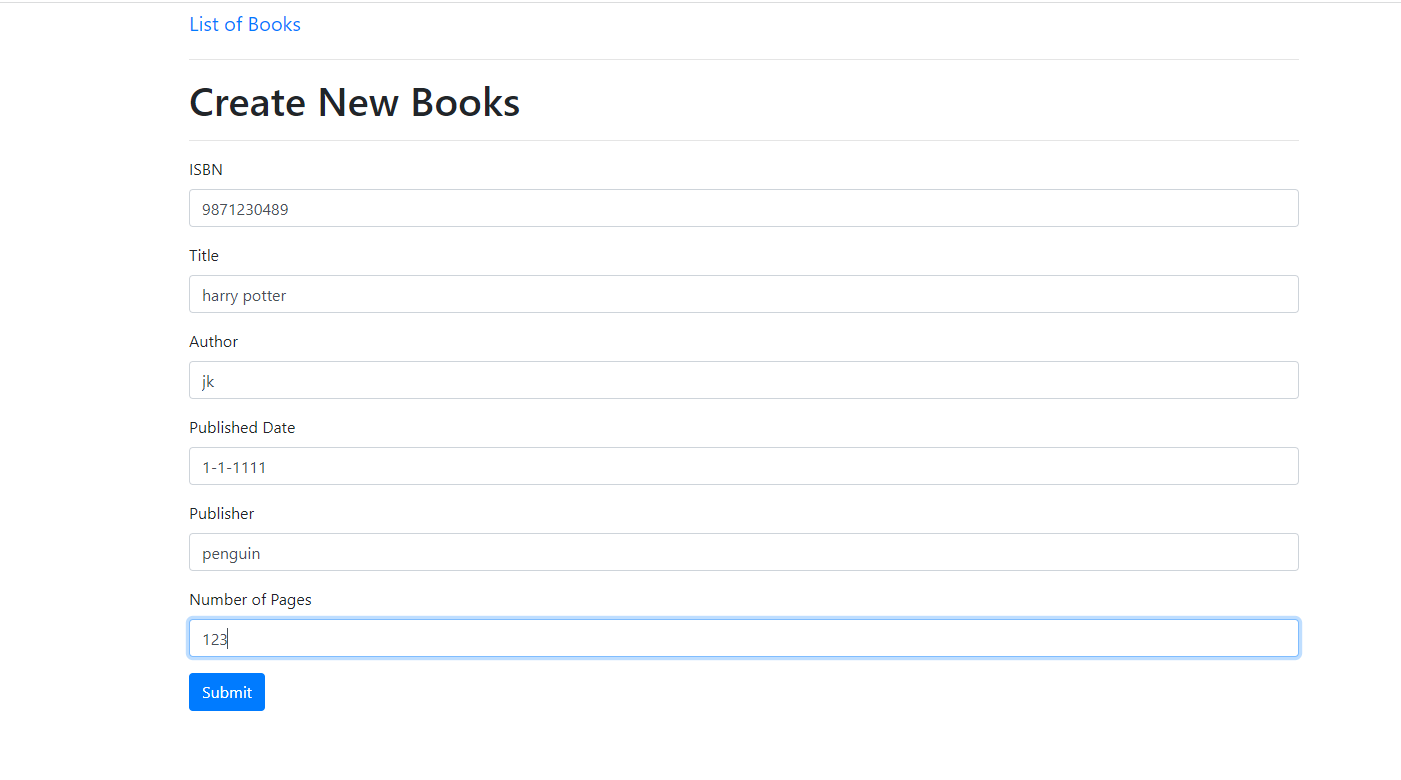 List of Books
Create New Books
ISBN
9871230489
Title
harry potter
Author
jk
Published Date
1-1-1111
Publisher
penguin
Number of Pages
123
Submit